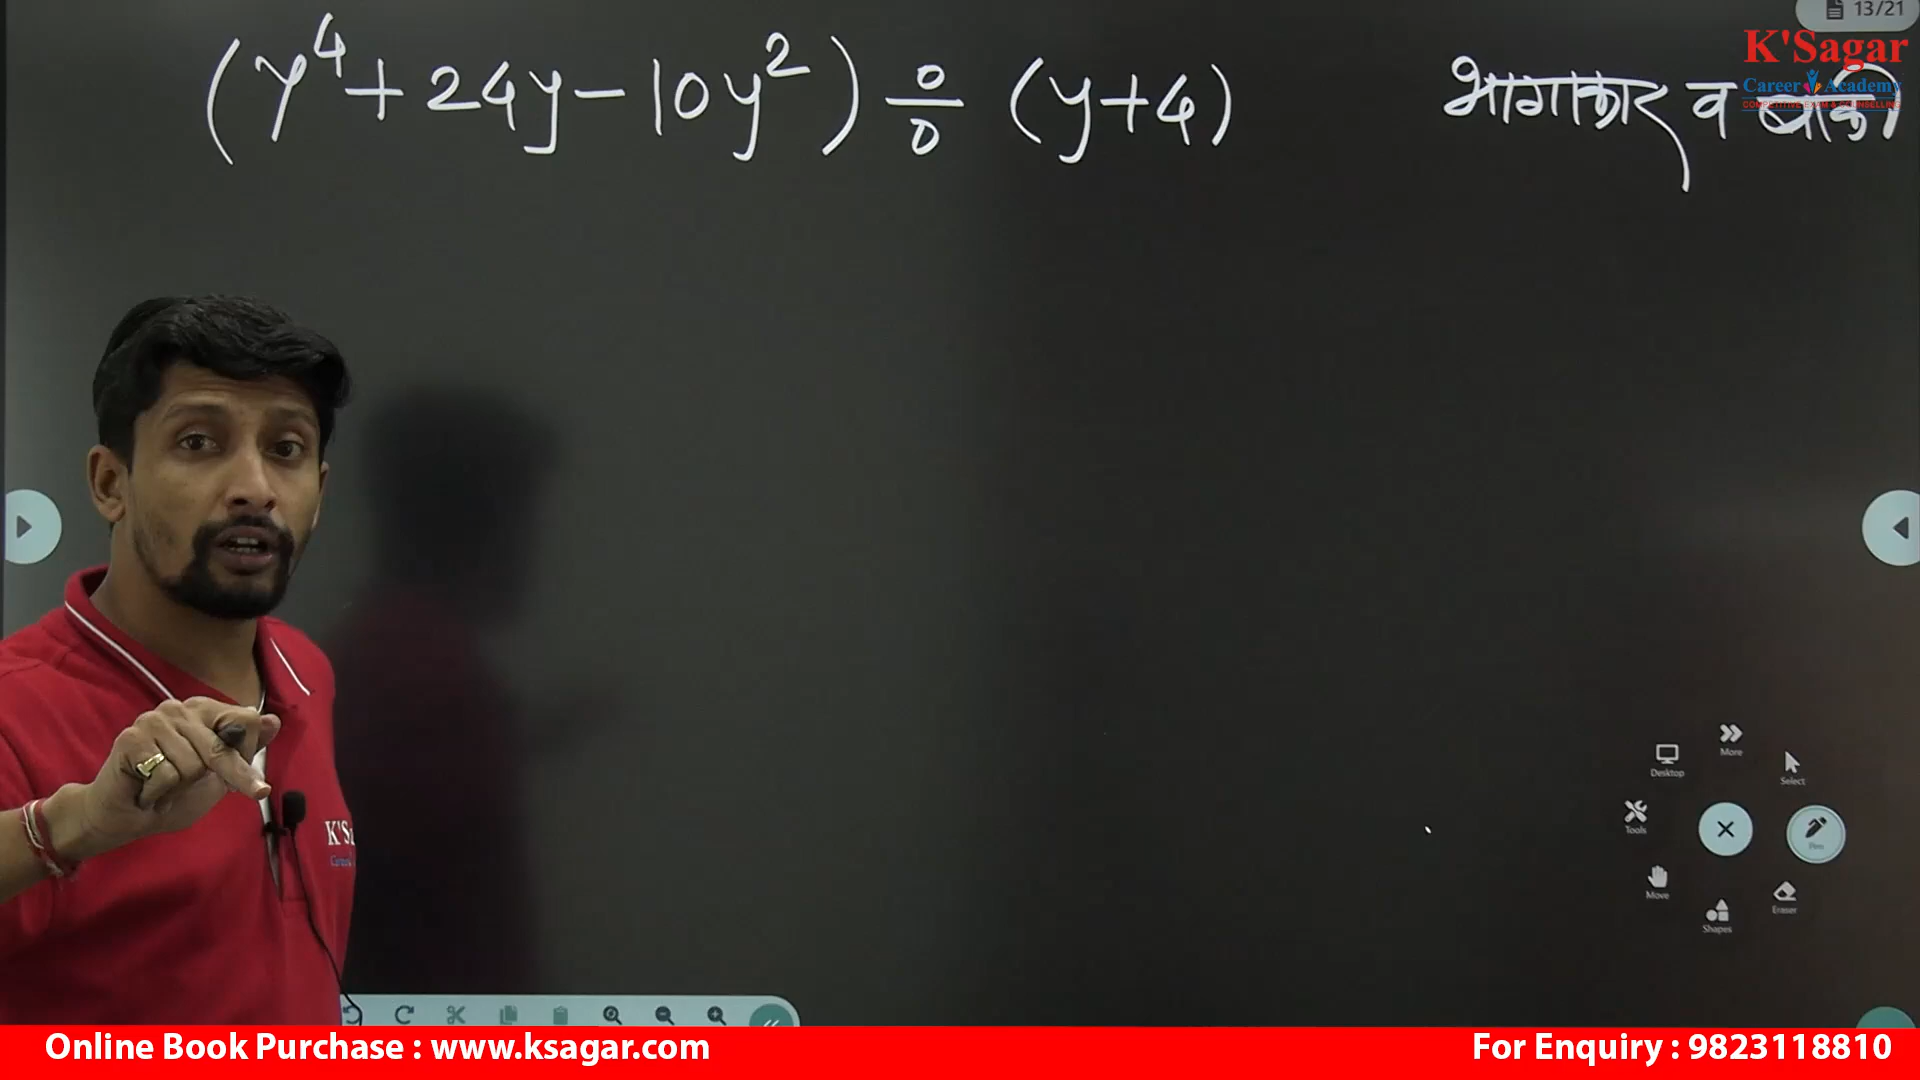 13/21
K'Sagar
Career Academy
(y⁴+24y-10y²) ÷ (y+4) भागाकार व बाकी
More
Desktop
Select
Tools
Pen
Move
Eraser
Shapes
Online Book Purchase : www.ksagar.com For Enquiry : 9823118810